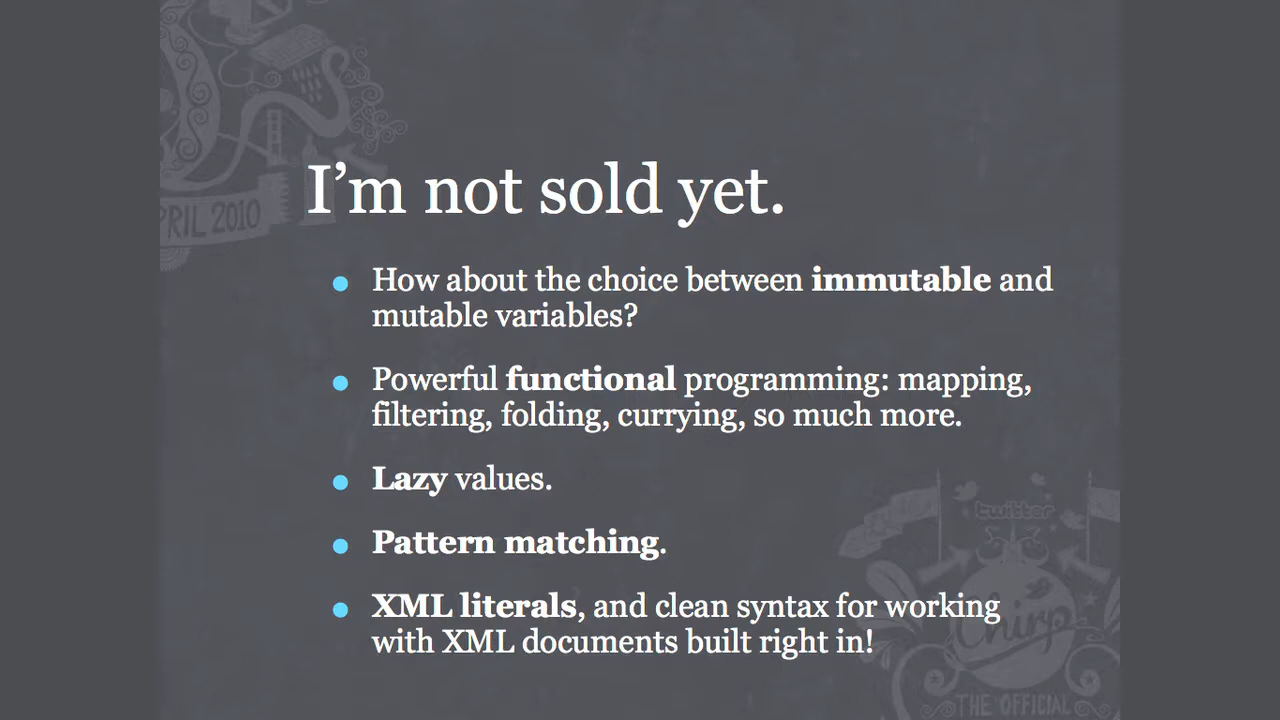 PRIL 2010
I’m not sold yet.
How about the choice between immutable and
mutable variables?
Powerful functional programming: mapping,
filtering, folding, currying, so much more.
Lazy values.
Pattern matching.
XML literals, and clean syntax for working
with XML documents built right in!
twitter
Chirp
THE OFFICIAL